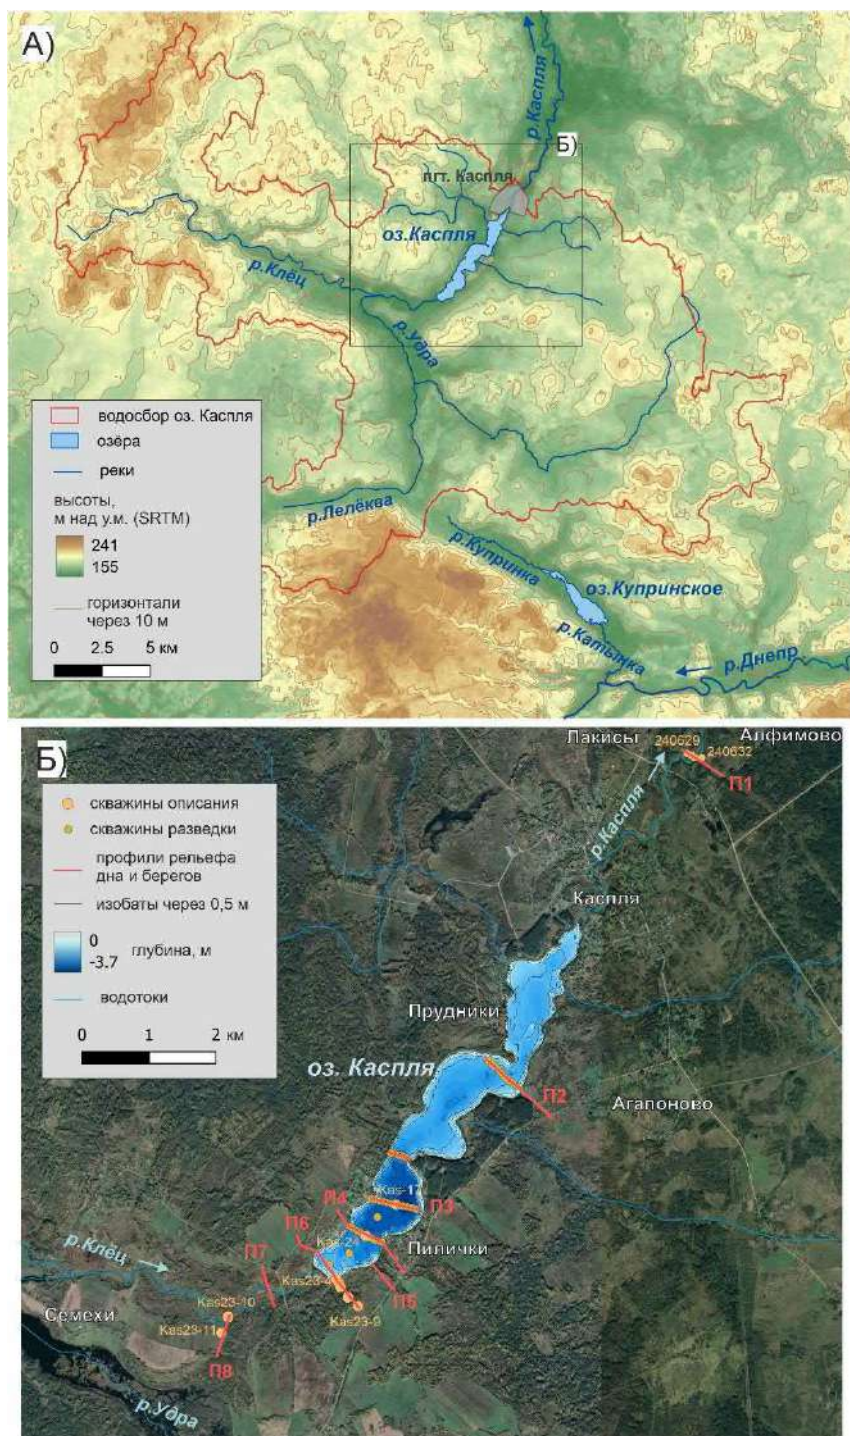 А)
р.Каспля
Б)
пгт. Каспля
оз.Каспля
р.Клёц
р.Удра
водосбор оз. Каспля
озёра
реки
высоты,
м над у.м. (SRTM)
241
155
горизонтали
через 10 м
0 2.5 5 км
р.Лелёква
р.Купринка
оз.Купринское
р.Катынка
р.Днепр
Б)
Лакисы 240629 Алфимово
240632
П1
скважины описания
скважины разведки
профили рельефа
дна и берегов
изобаты через 0,5 м
0
-3.7
глубина, м
водотоки
0 1 2 км
р.Каспля
Каспля
Прудники
оз. Каспля
П2
Агапоново
Kas-17
П4
П3
П6
Kas-24
Пилички
П7
р.Клёц
Kas23-4
П5
Семехи
Kas23-10
Kas23-9
Kas23-11
П8
р.Удра